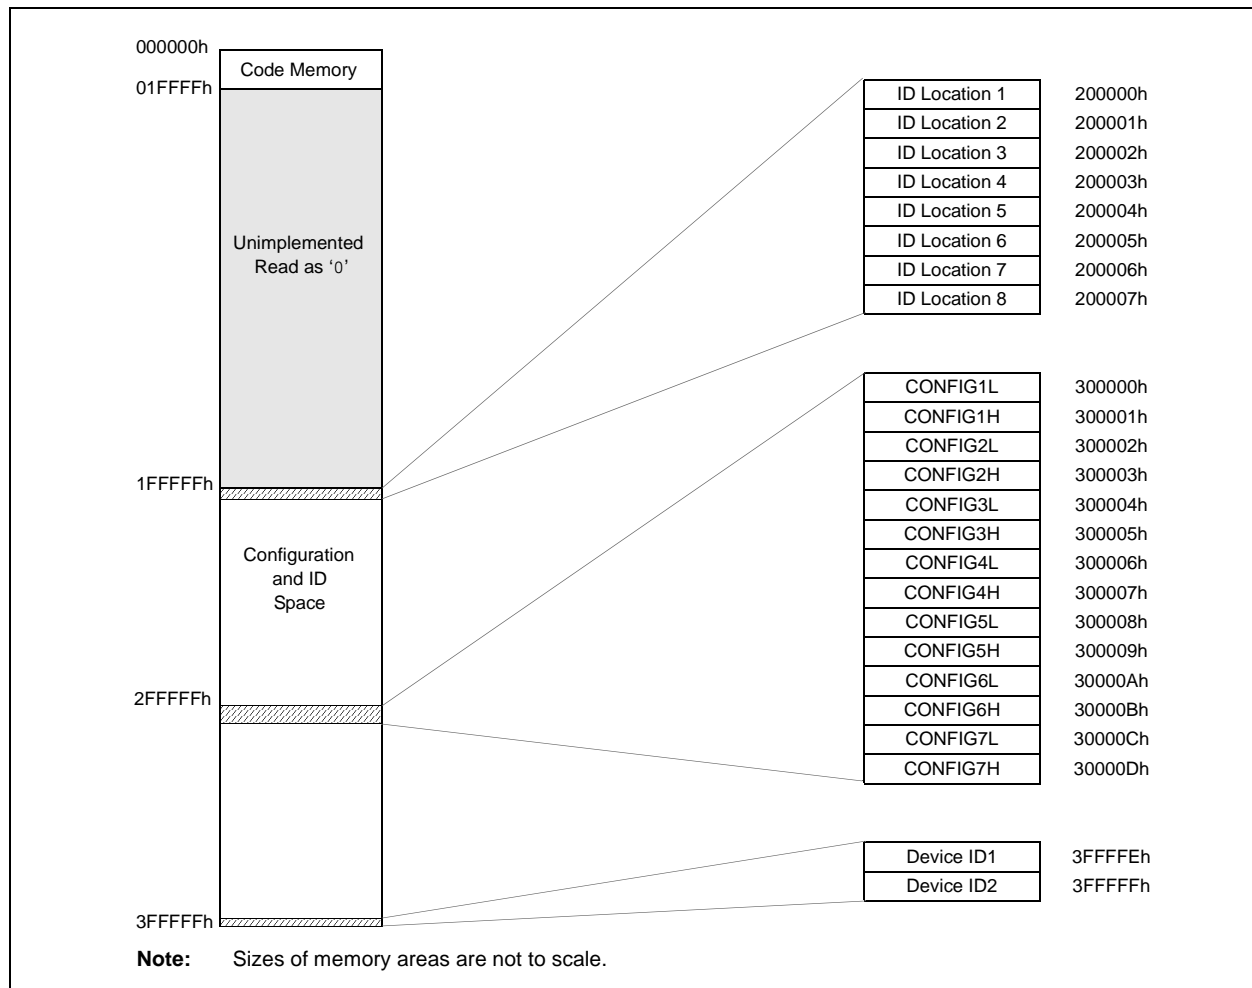 000000h
Code Memory
01FFFFh
Unimplemented
Read as ‘0’
1FFFFFh
Configuration
and ID
Space
2FFFFFh
3FFFFFh
ID Location 1 200000h
ID Location 2 200001h
ID Location 3 200002h
ID Location 4 200003h
ID Location 5 200004h
ID Location 6 200005h
ID Location 7 200006h
ID Location 8 200007h
CONFIG1L 300000h
CONFIG1H 300001h
CONFIG2L 300002h
CONFIG2H 300003h
CONFIG3L 300004h
CONFIG3H 300005h
CONFIG4L 300006h
CONFIG4H 300007h
CONFIG5L 300008h
CONFIG5H 300009h
CONFIG6L 30000Ah
CONFIG6H 30000Bh
CONFIG7L 30000Ch
CONFIG7H 30000Dh
Device ID1 3FFFFEh
Device ID2 3FFFFFh
Note: Sizes of memory areas are not to scale.